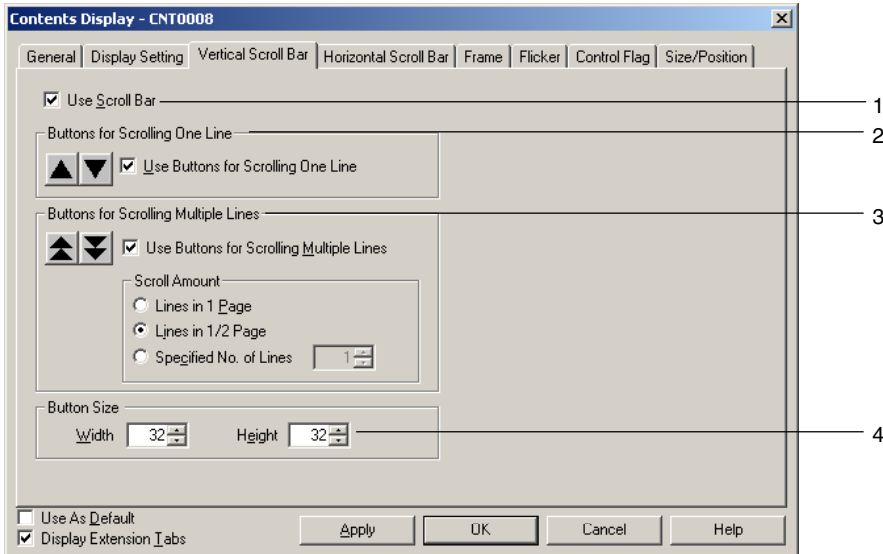 Contents Display - CNT0008
General Display Setting Vertical Scroll Bar Horizontal Scroll Bar Frame Flicker Control Flag Size/Position
Use Scroll Bar
1
Buttons for Scrolling One Line
2
Use Buttons for Scrolling One Line
Buttons for Scrolling Multiple Lines
3
Use Buttons for Scrolling Multiple Lines
Scroll Amount
Lines in 1 Page
Lines in 1/2 Page
Specified No. of Lines 1
Button Size
Width 32 Height 32
4
Use As Default
Display Extension Tabs
Apply OK Cancel Help